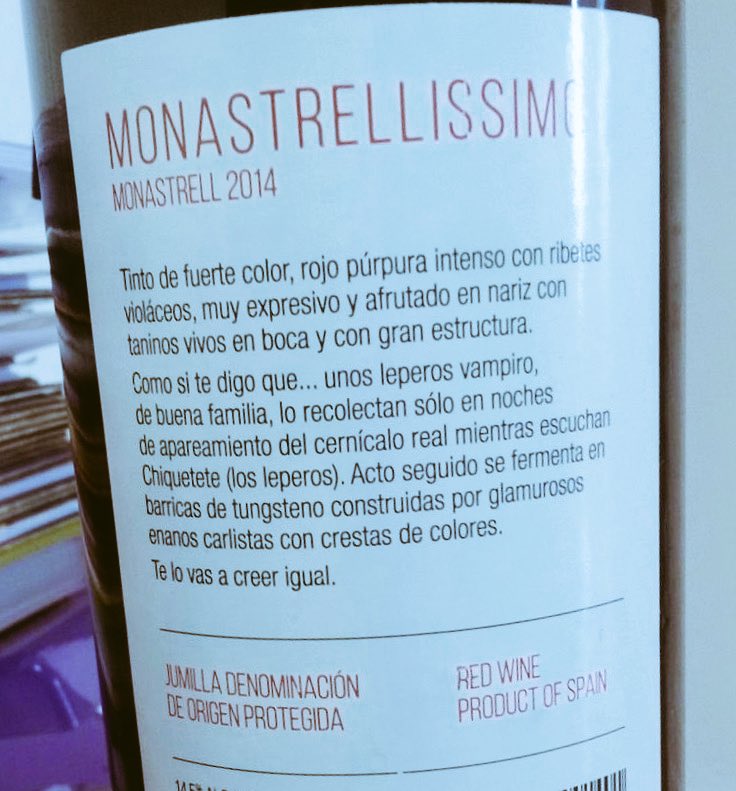 MONASTRELLISSIMO
MONASTRELL 2014
Tinto de fuerte color, rojo púrpura intenso con ribetes
violáceos, muy expresivo y afrutado en nariz con
taninos vivos en boca y con gran estructura.
Como si te digo que... unos leperos vampiro,
de buena familia, lo recolectan sólo en noches
de apareamiento del cernícalo real mientras escuchan
Chiquetete (los leperos). Acto seguido se fermenta en
barricas de tungsteno construidas por glamurosos
enanos carlistas con crestas de colores.
Te lo vas a creer igual.
JUMILLA DENOMINACIÓN
DE ORIGEN PROTEGIDA
RED WINE
PRODUCT OF SPAIN